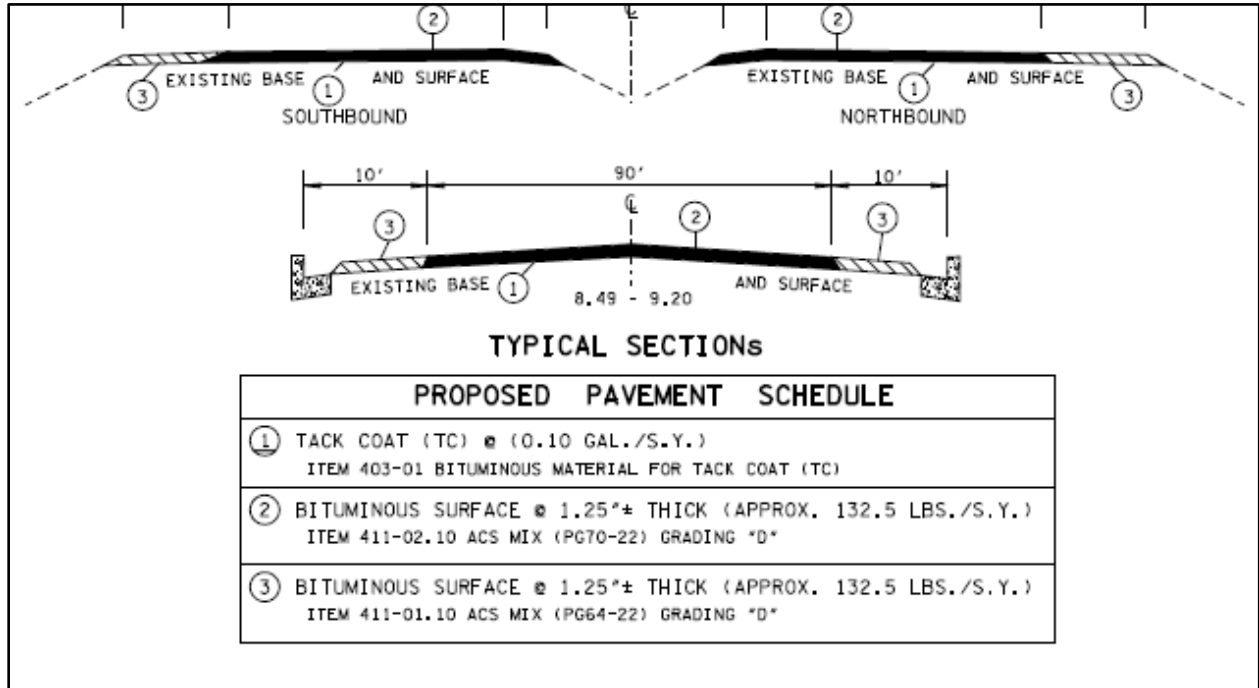 ② ℄ ②
EXISTING BASE AND SURFACE EXISTING BASE AND SURFACE
③ ① ① ③
SOUTHBOUND NORTHBOUND
10' 90' 10'
℄
③ ② ③
EXISTING BASE ① AND SURFACE
8.49 - 9.20
TYPICAL SECTIONs
PROPOSED PAVEMENT SCHEDULE
① TACK COAT (TC) @ (0.10 GAL./S.Y.)
ITEM 403-01 BITUMINOUS MATERIAL FOR TACK COAT (TC)
② BITUMINOUS SURFACE @ 1.25"± THICK (APPROX. 132.5 LBS./S.Y.)
ITEM 411-02.10 ACS MIX (PG70-22) GRADING "D"
③ BITUMINOUS SURFACE @ 1.25"± THICK (APPROX. 132.5 LBS./S.Y.)
ITEM 411-01.10 ACS MIX (PG64-22) GRADING "D"